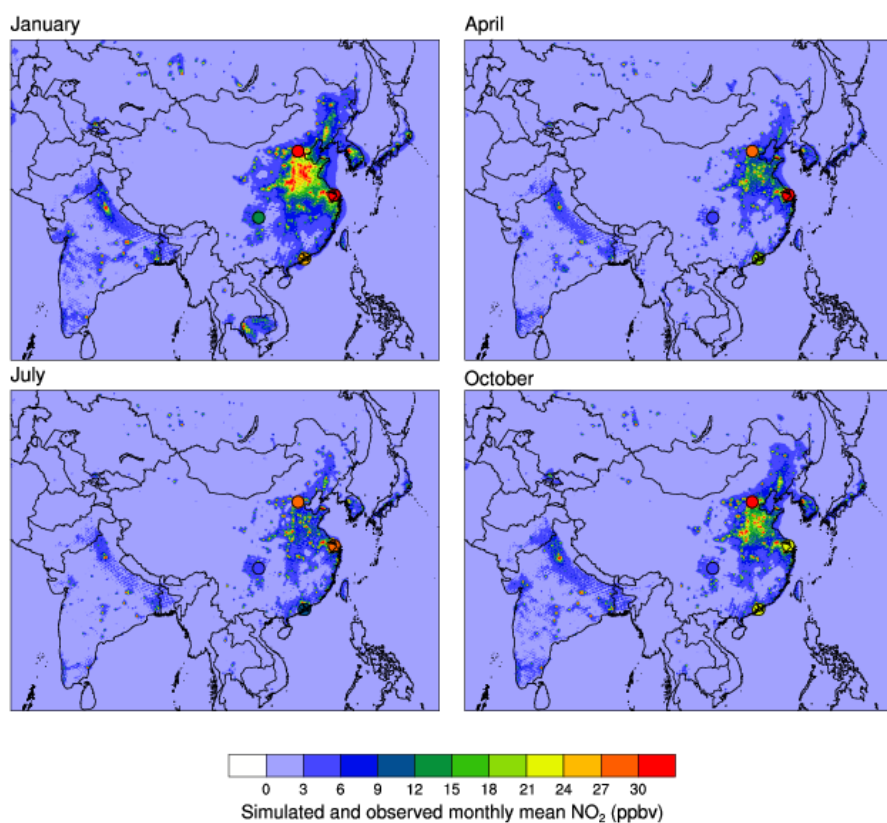 January
April
July
October
0 3 6 9 12 15 18 21 24 27 30
Simulated and observed monthly mean NO₂ (ppbv)